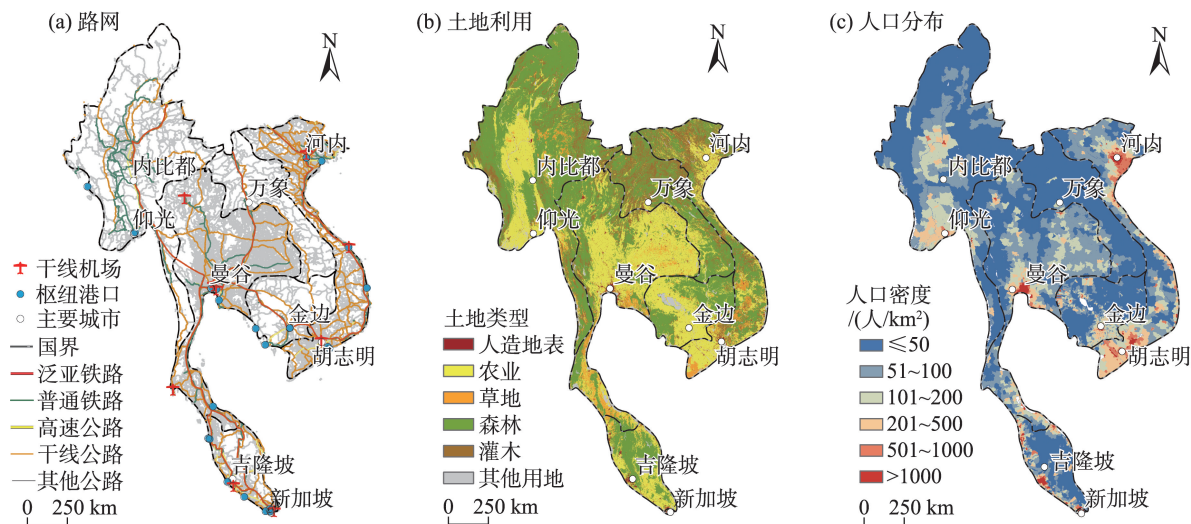 (a) 路网
N
河内
内比都
万象
仰光
曼谷
金边
胡志明
吉隆坡
新加坡
干线机场
枢纽港口
主要城市
国界
泛亚铁路
普通铁路
高速公路
干线公路
其他公路
0 250 km
(b) 土地利用
N
河内
内比都
万象
仰光
曼谷
金边
胡志明
吉隆坡
新加坡
土地类型
人造地表
农业
草地
森林
灌木
其他用地
0 250 km
(c) 人口分布
N
河内
内比都
万象
仰光
曼谷
金边
胡志明
吉隆坡
新加坡
人口密度
/(人/km²)
≤50
51~100
101~200
201~500
501~1000
>1000
0 250 km